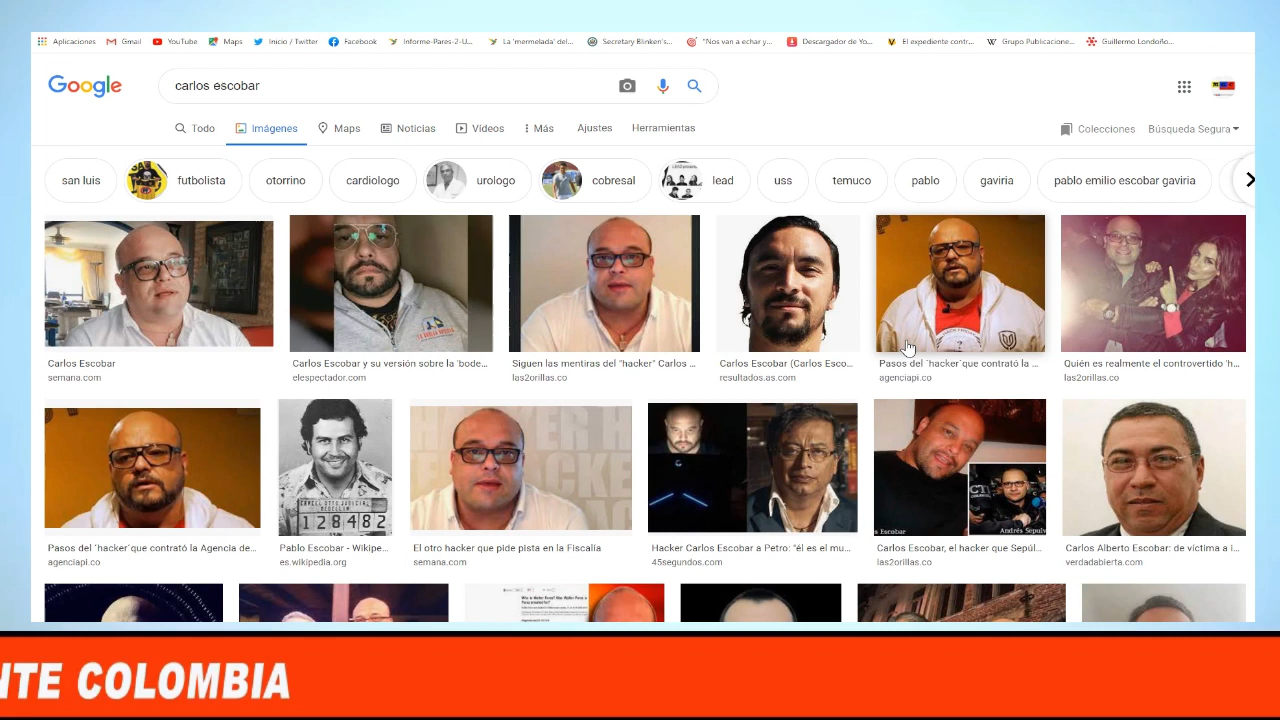 Aplicaciones Gmail YouTube Maps Inicio / Twitter Facebook Informe-Pares-2-U... La 'mermelada' del... Secretary Blinken's... "Nos van a echar y... Descargador de Yo... El expediente contr... Grupo Publicacione... Guillermo Londoño...
Google carlos escobar
Todo Imágenes Maps Noticias Vídeos Más Ajustes Herramientas Colecciones Búsqueda Segura
san luis futbolista otorrino cardiologo urologo cobresal lead uss temuco pablo gaviria pablo emilio escobar gaviria
Carlos Escobar
semana.com
Carlos Escobar y su versión sobre la 'bode...
elespectador.com
Siguen las mentiras del "hacker" Carlos ...
las2orillas.co
Carlos Escobar (Carlos Esco...
resultados.as.com
Pasos del ´hacker´que contrató la ...
agenciapi.co
Quién es realmente el controvertido 'h...
las2orillas.co
Pasos del ´hacker´que contrató la Agencia de...
agenciapi.co
CARCEL DTO JUDICIAL
MEDELLIN
128482
Pablo Escobar - Wikipe...
es.wikipedia.org
El otro hacker que pide pista en la Fiscalía
semana.com
Hacker Carlos Escobar a Petro: "él es el mu...
45segundos.com
s Escobar
Andrés Sepúlv
Carlos Escobar, el hacker que Sepúl...
las2orillas.co
Carlos Alberto Escobar: de víctima a i...
verdadabierta.com
NTE COLOMBIA